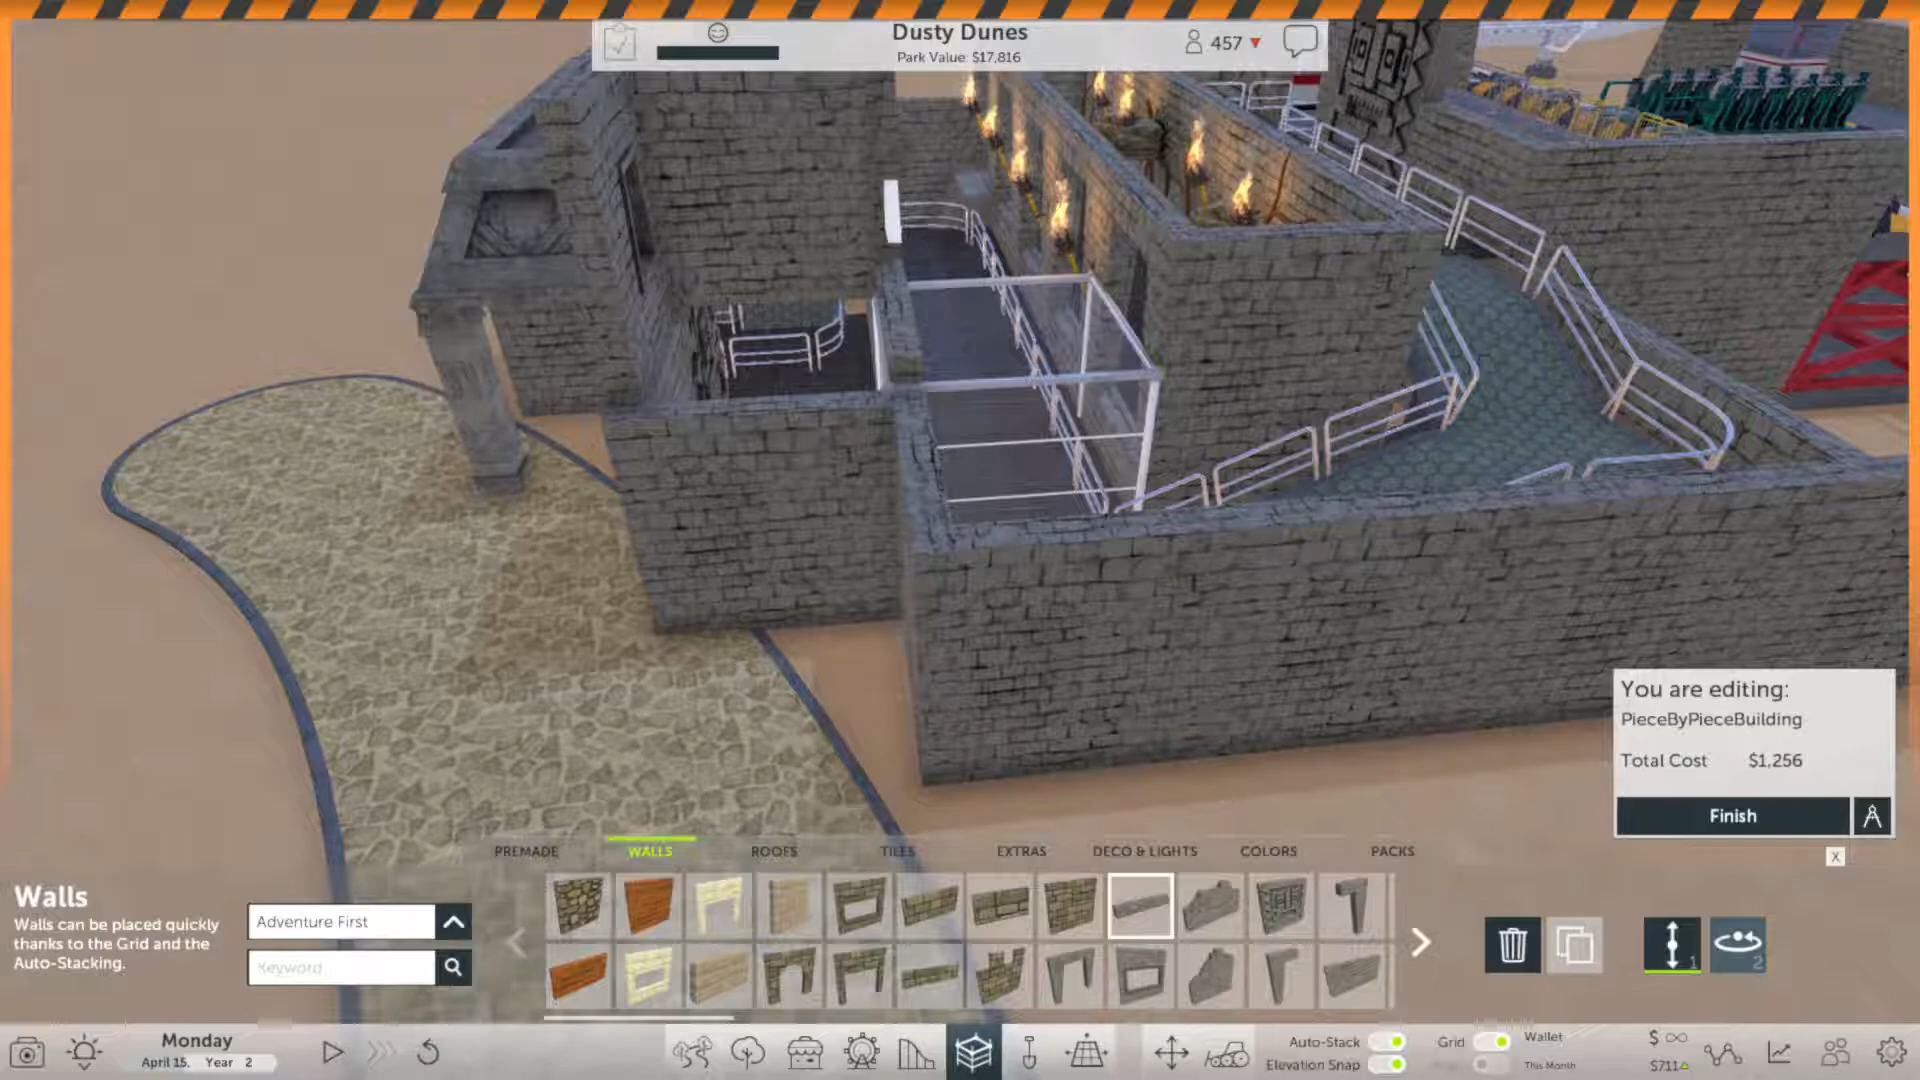 Dusty Dunes
Park Value: $17,816
457
You are editing:
PieceByPieceBuilding
Total Cost $1,256
Finish
X
PREMADE WALLS ROOFS TILES EXTRAS DECO & LIGHTS COLORS PACKS
Walls
Walls can be placed quickly
thanks to the Grid and the
Auto-Stacking.
Adventure First
Keyword
1
2
Monday
April 15, Year 2
Auto-Stack
Elevation Snap
Grid
Wallet
This Month
$ ∞
$711